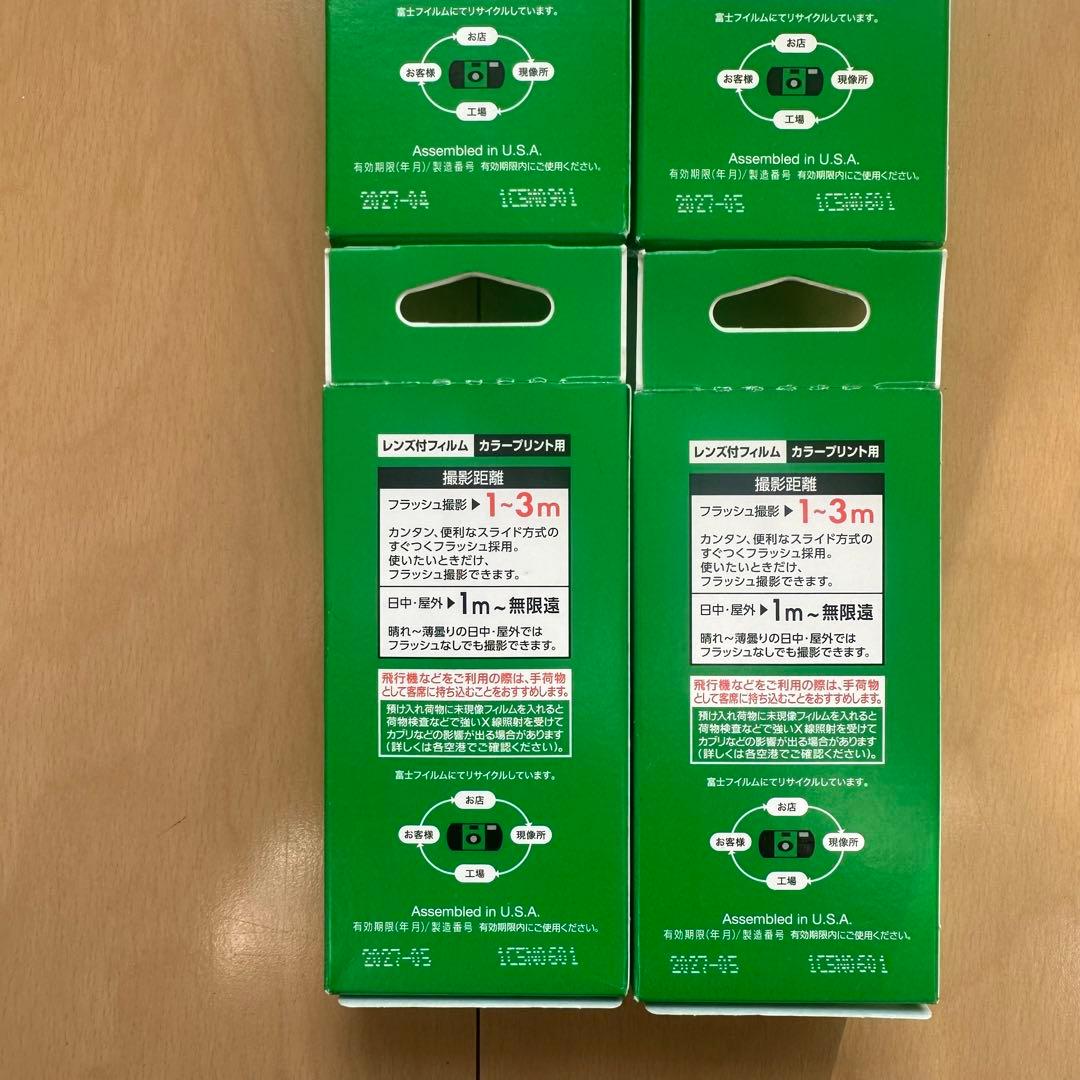 富士フイルムにてリサイクルしています。
お店
お客様
現像所
工場
Assembled in U.S.A.
有効期限(年月)/製造番号 有効期限内にご使用ください。
2027-04 1CSN0901
富士フイルムにてリサイクルしています。
お店
お客様
現像所
工場
Assembled in U.S.A.
有効期限(年月)/製造番号 有効期限内にご使用ください。
2027-05 1CSN0601
レンズ付フィルム カラープリント用
撮影距離
フラッシュ撮影▶1~3m
カンタン、便利なスライド方式の
すぐつくフラッシュ採用。
使いたいときだけ、
フラッシュ撮影できます。
日中・屋外▶1m~無限遠
晴れ~薄曇りの日中・屋外では
フラッシュなしでも撮影できます。
飛行機などをご利用の際は、手荷物
として客席に持ち込むことをおすすめします。
預け入れ荷物に未現像フィルムを入れると
荷物検査などで強いX線照射を受けて
カブリなどの影響が出る場合があります
(詳しくは各空港でご確認ください)。
富士フイルムにてリサイクルしています。
お店
お客様
現像所
工場
Assembled in U.S.A.
有効期限(年月)/製造番号 有効期限内にご使用ください。
2027-05 1CSN0601
レンズ付フィルム カラープリント用
撮影距離
フラッシュ撮影▶1~3m
カンタン、便利なスライド方式の
すぐつくフラッシュ採用。
使いたいときだけ、
フラッシュ撮影できます。
日中・屋外▶1m~無限遠
晴れ~薄曇りの日中・屋外では
フラッシュなしでも撮影できます。
飛行機などをご利用の際は、手荷物
として客席に持ち込むことをおすすめします。
預け入れ荷物に未現像フィルムを入れると
荷物検査などで強いX線照射を受けて
カブリなどの影響が出る場合があります
(詳しくは各空港でご確認ください)。
富士フイルムにてリサイクルしています。
お店
お客様
現像所
工場
Assembled in U.S.A.
有効期限(年月)/製造番号 有効期限内にご使用ください。
2027-05 1CSN0601